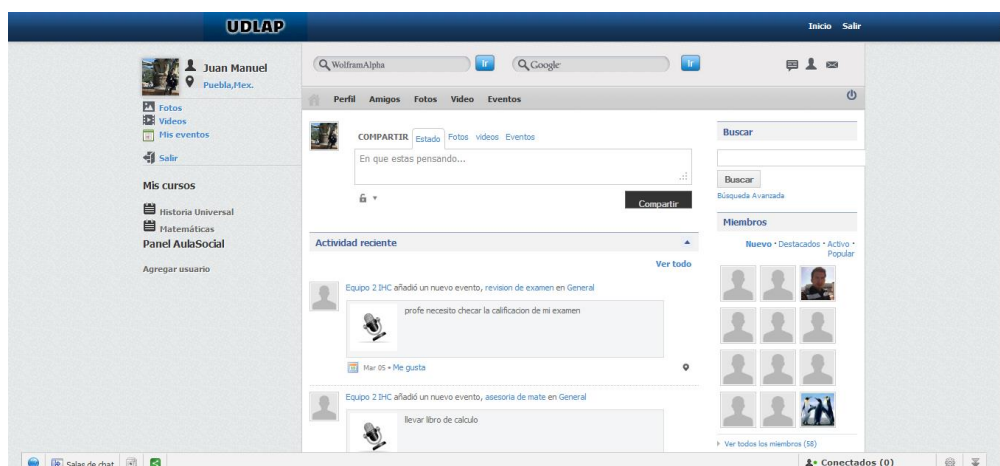 UDLAP
Inicio Salir
Juan Manuel
Puebla,Mex.
Fotos
Videos
Mis eventos
Salir
Mis cursos
Historia Universal
Matemáticas
Panel AulaSocial
Agregar usuario
WolframAlpha Ir Google Ir
Perfil Amigos Fotos Video Eventos
COMPARTIR Estado Fotos videos Eventos
En que estas pensando...
Compartir
Actividad reciente
Ver todo
Equipo 2 IHC añadió un nuevo evento, revision de examen en General
profe necesito checar la calificacion de mi examen
Mar 05 • Me gusta
Equipo 2 IHC añadió un nuevo evento, asesoria de mate en General
llevar libro de calculo
Buscar
Buscar
Búsqueda Avanzada
Miembros
Nuevo • Destacados • Activo •
Popular
Ver todos los miembros (58)
Salas de chat
Conectados (0)